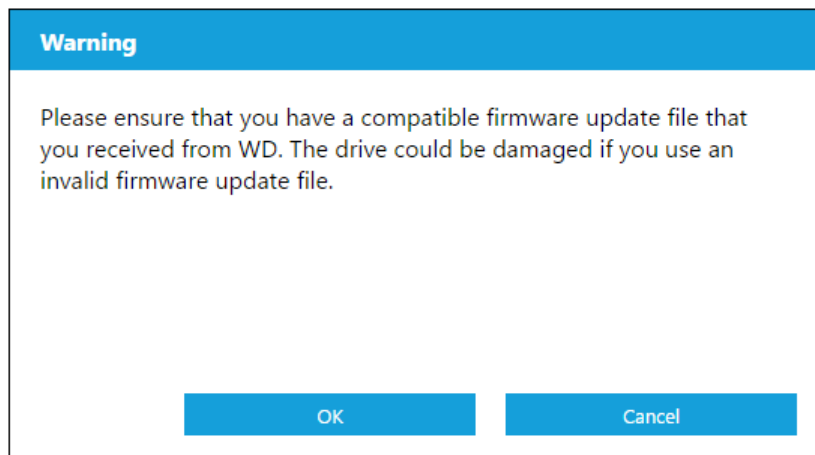 Warning
Please ensure that you have a compatible firmware update file that
you received from WD. The drive could be damaged if you use an
invalid firmware update file.
OK
Cancel